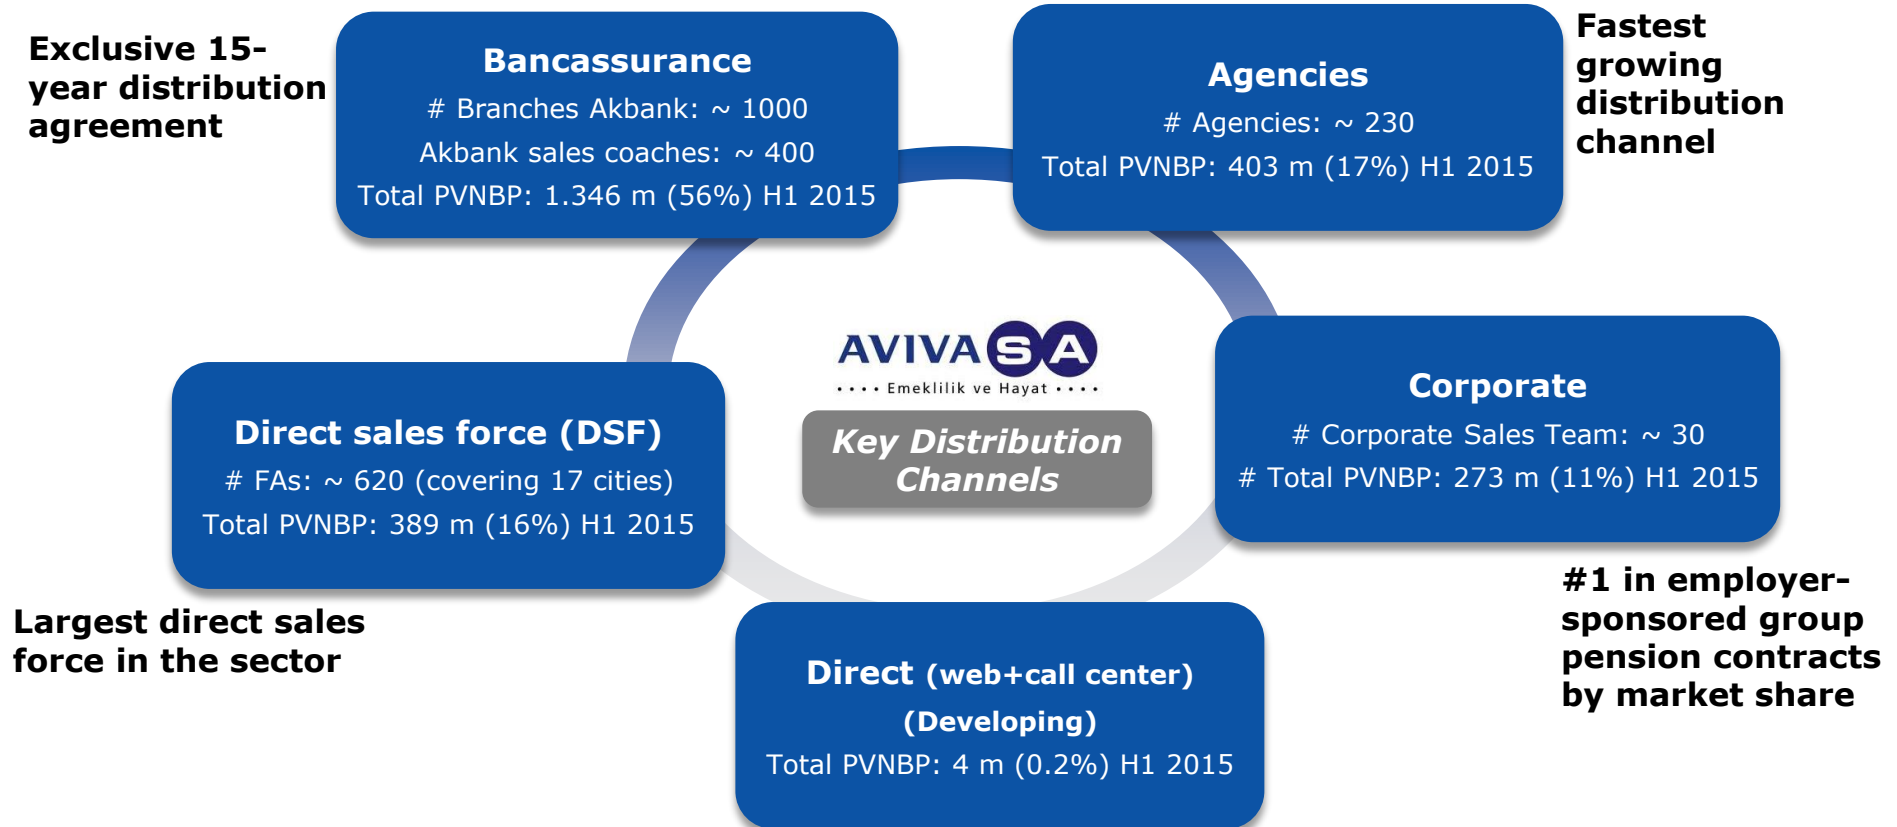 Exclusive 15-
year distribution
agreement
Bancassurance
# Branches Akbank: ~ 1000
Akbank sales coaches: ~ 400
Total PVNBP: 1.346 m (56%) H1 2015
Agencies
# Agencies: ~ 230
Total PVNBP: 403 m (17%) H1 2015
Fastest
growing
distribution
channel
AVIVASA
•••• Emeklilik ve Hayat ••••
Key Distribution
Channels
Direct sales force (DSF)
# FAs: ~ 620 (covering 17 cities)
Total PVNBP: 389 m (16%) H1 2015
Corporate
# Corporate Sales Team: ~ 30
# Total PVNBP: 273 m (11%) H1 2015
Largest direct sales
force in the sector
Direct (web+call center)
(Developing)
Total PVNBP: 4 m (0.2%) H1 2015
#1 in employer-
sponsored group
pension contracts
by market share